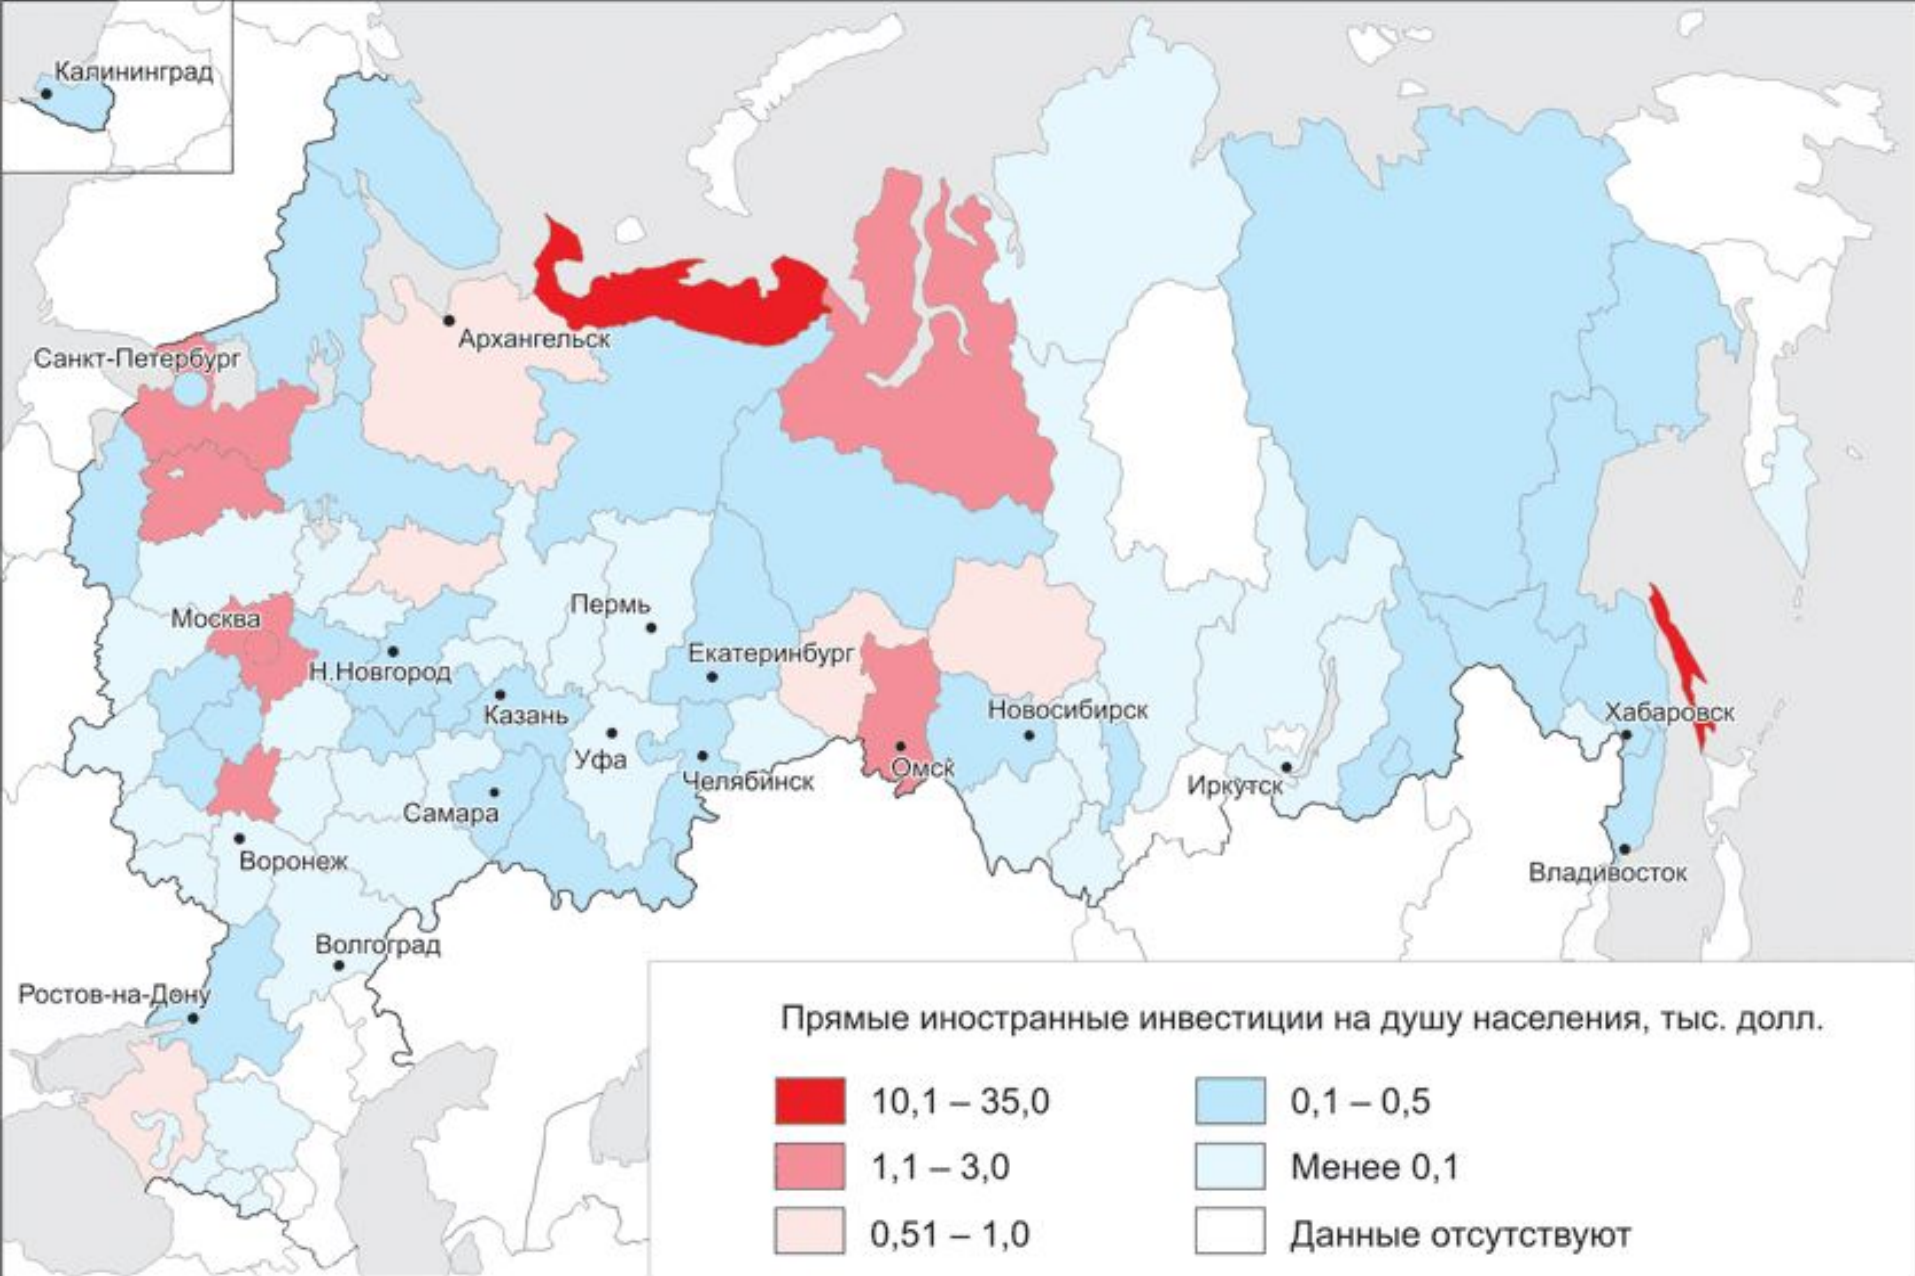 Калининград
Архангельск
Санкт-Петербург
Москва
Пермь
Н.Новгород
Екатеринбург
Казань
Новосибирск
Хабаровск
Уфа
Челябинск
Омск
Иркутск
Самара
Воронеж
Владивосток
Волгоград
Ростов-на-Дону
Прямые иностранные инвестиции на душу населения, тыс. долл.
10,1 – 35,0
1,1 – 3,0
0,51 – 1,0
0,1 – 0,5
Менее 0,1
Данные отсутствуют